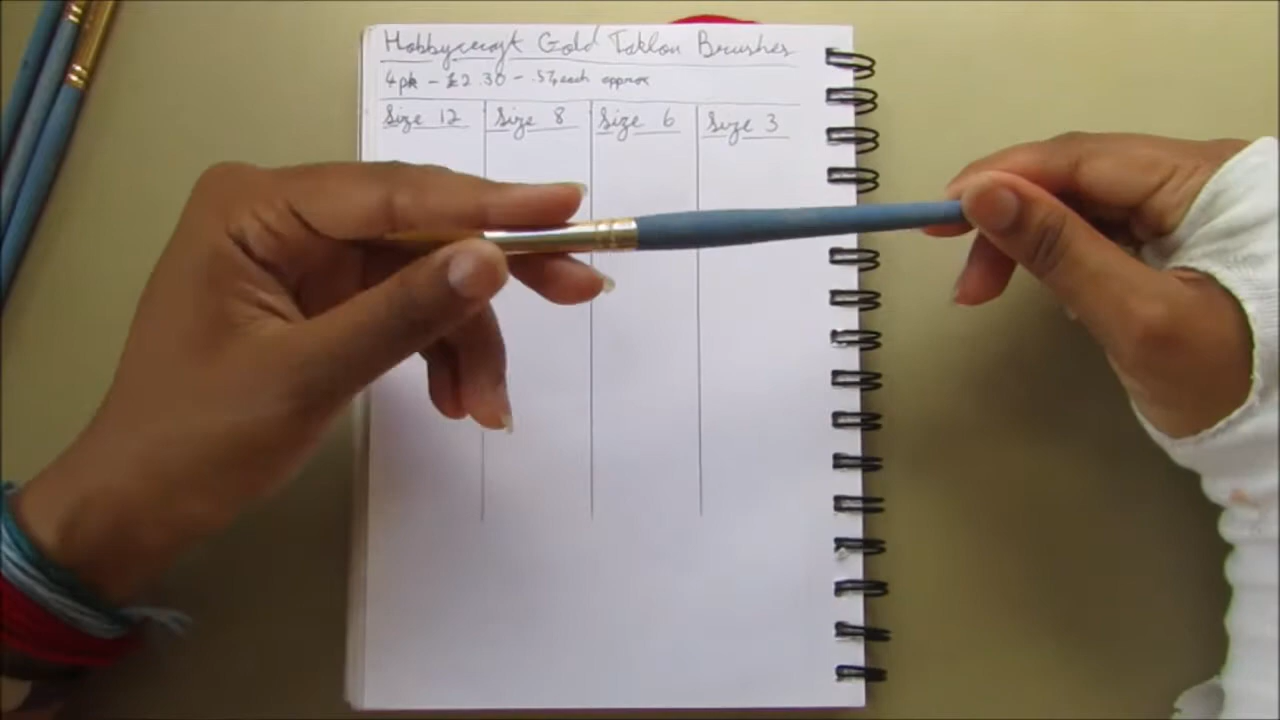 Hobbycraft Gold Taklon Brushes
4pk - £2.30 - .57p each approx
Size 12 Size 8 Size 6 Size 3